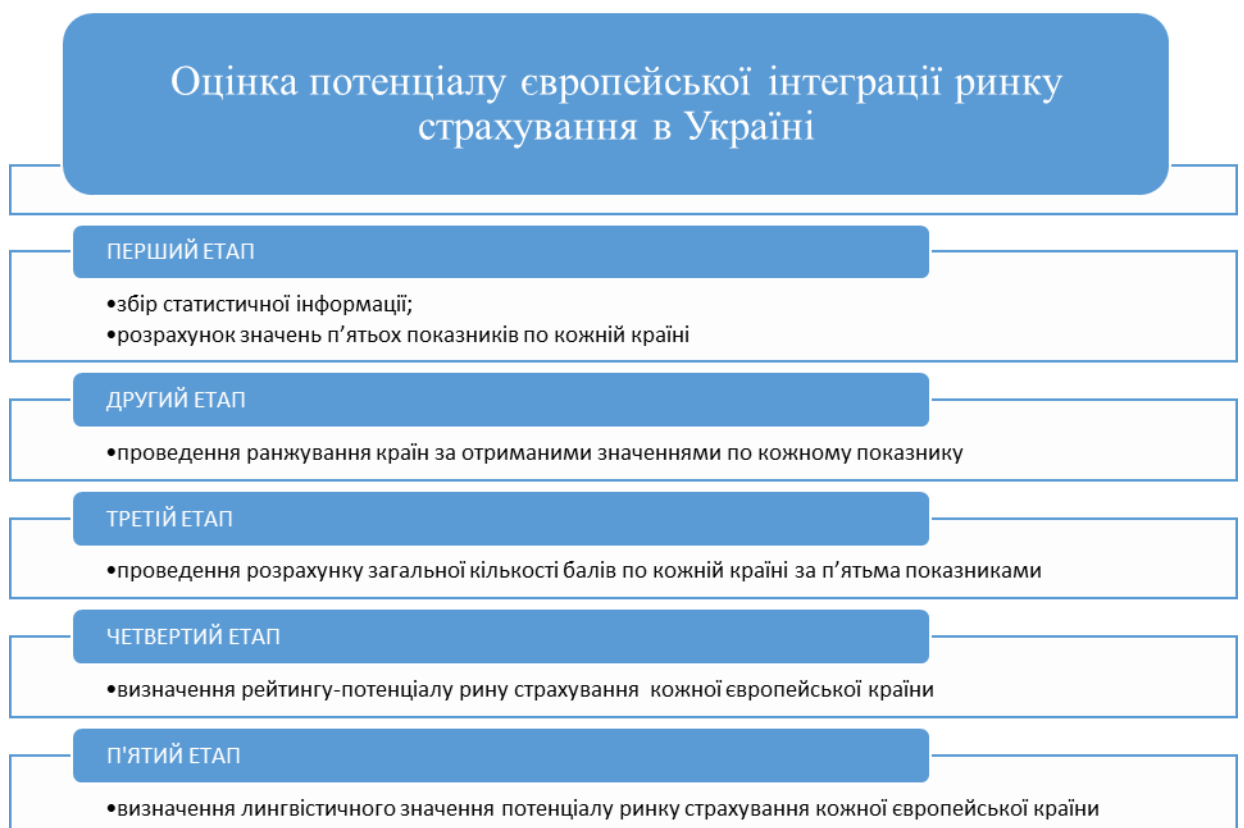 Оцінка потенціалу європейської інтеграції ринку
страхування в Україні
ПЕРШИЙ ЕТАП
•збір статистичної інформації;
•розрахунок значень п’ятьох показників по кожній країні
ДРУГИЙ ЕТАП
•проведення ранжування країн за отриманими значеннями по кожному показнику
ТРЕТІЙ ЕТАП
•проведення розрахунку загальної кількості балів по кожній країні за п’ятьма показниками
ЧЕТВЕРТИЙ ЕТАП
•визначення рейтингу-потенціалу рину страхування кожної європейської країни
П'ЯТИЙ ЕТАП
•визначення лингвістичного значення потенціалу ринку страхування кожної європейської країни